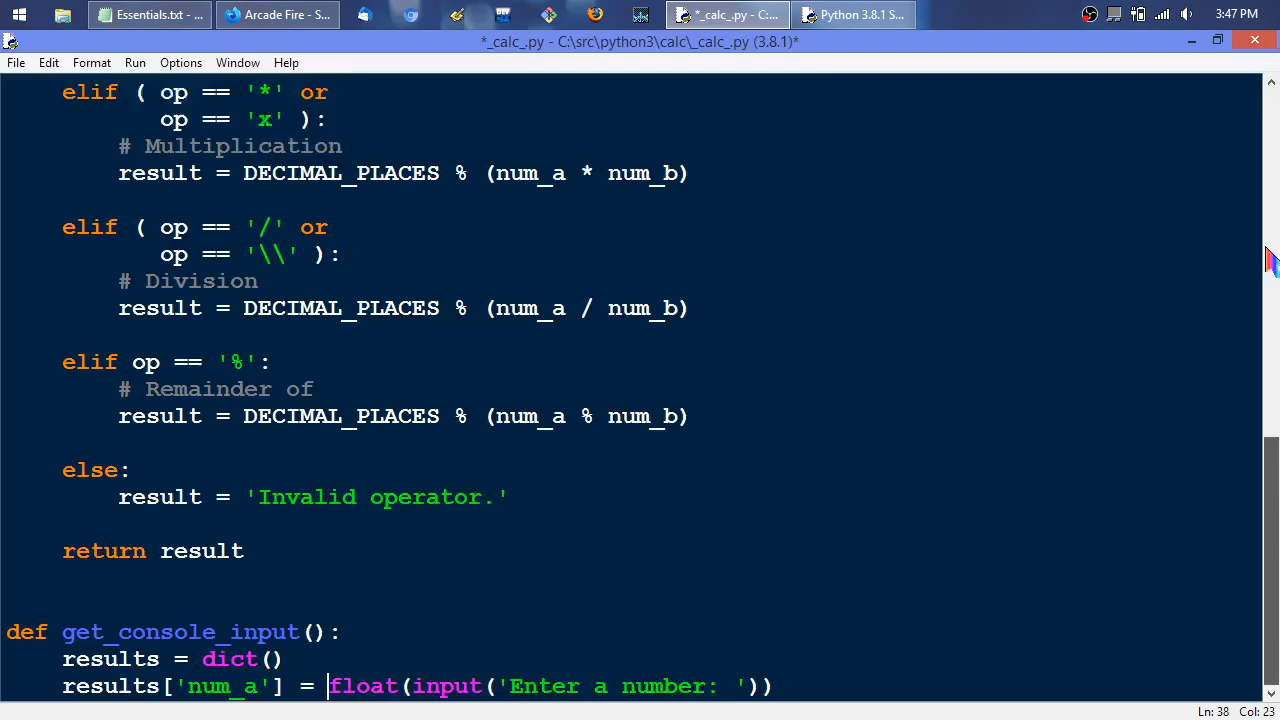 Essentials.txt - ...
Arcade Fire - S...
*_calc_.py - C:...
Python 3.8.1 S...
3:47 PM
*_calc_.py - C:\src\python3\calc\_calc_.py (3.8.1)*
File Edit Format Run Options Window Help
elif ( op == '*' or
op == 'x' ):
# Multiplication
result = DECIMAL_PLACES % (num_a * num_b)
elif ( op == '/' or
op == '\\' ):
# Division
result = DECIMAL_PLACES % (num_a / num_b)
elif op == '%':
# Remainder of
result = DECIMAL_PLACES % (num_a % num_b)
else:
result = 'Invalid operator.'
return result
def get_console_input():
results = dict()
results['num_a'] = float(input('Enter a number: '))
Ln: 38 Col: 23